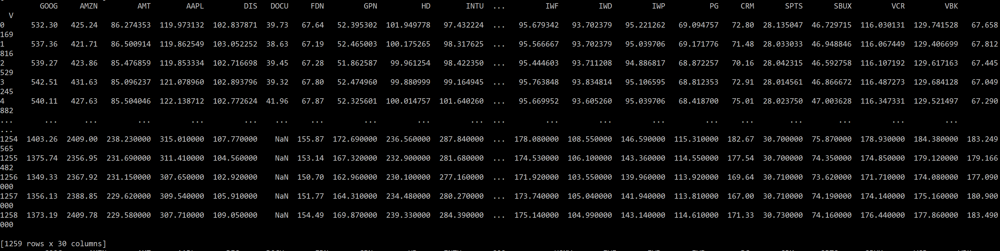 GOOG AMZN AMT AAPL DIS DOCU FDN GPN HD INTU ... IWF IWD IWP PG CRM SPTS SBUX VCR VBK
V
0 532.30 425.24 86.274353 119.973132 102.837871 39.73 67.64 52.395302 101.949778 97.432224 ... 95.679342 93.702379 95.221262 69.094757 72.80 28.135047 46.729715 116.030131 129.741528 67.658
169
1 537.36 421.71 86.500914 119.862549 103.052252 38.63 67.19 52.465003 100.175265 98.317625 ... 95.566667 93.702379 95.039706 69.171776 71.48 28.033033 46.948846 116.067449 129.406699 67.812
816
2 539.27 423.86 85.476859 119.853334 102.716698 39.45 67.28 51.862587 99.961254 98.422350 ... 95.444603 93.711208 94.886817 68.872257 70.16 28.042315 46.592758 116.107192 129.617163 67.445
529
3 542.51 431.63 85.096237 121.078960 102.893796 39.32 67.80 52.474960 99.880999 99.164945 ... 95.763848 93.834814 95.106595 68.812353 72.91 28.014561 46.866672 116.487273 129.684128 67.049
245
4 540.11 427.63 85.504046 122.138712 102.772624 41.96 67.87 52.325601 100.014757 101.640260 ... 95.669952 93.605260 95.039706 68.418700 75.01 28.023750 47.003628 116.347331 129.521497 67.290
882
... ... ... ... ... ... ... ... ... ... ... ... ... ... ... ... ... ... ... ... ...
...
1254 1403.26 2409.00 238.230000 315.010000 107.770000 NaN 155.87 172.690000 236.560000 287.840000 ... 178.080000 108.550000 146.590000 115.310000 182.67 30.700000 75.870000 178.930000 184.380000 183.249
565
1255 1375.74 2356.95 231.690000 311.410000 104.560000 NaN 153.14 167.320000 232.900000 281.680000 ... 174.530000 106.100000 143.360000 114.550000 177.54 30.700000 74.350000 174.850000 179.120000 179.166
482
1256 1349.33 2367.92 231.150000 307.650000 102.920000 NaN 150.70 162.960000 230.100000 277.160000 ... 171.920000 103.550000 139.960000 113.920000 169.64 30.710000 73.620000 171.710000 174.080000 177.090
000
1257 1356.13 2388.85 229.620000 309.540000 105.910000 NaN 151.77 164.310000 234.480000 280.270000 ... 173.740000 105.040000 141.940000 113.810000 167.00 30.710000 74.190000 174.140000 175.160000 180.900
000
1258 1373.19 2409.78 229.580000 307.710000 109.050000 NaN 154.49 169.870000 239.330000 284.390000 ... 175.140000 104.990000 143.140000 114.610000 171.33 30.730000 74.160000 176.440000 177.860000 183.490
000
[1259 rows x 30 columns]